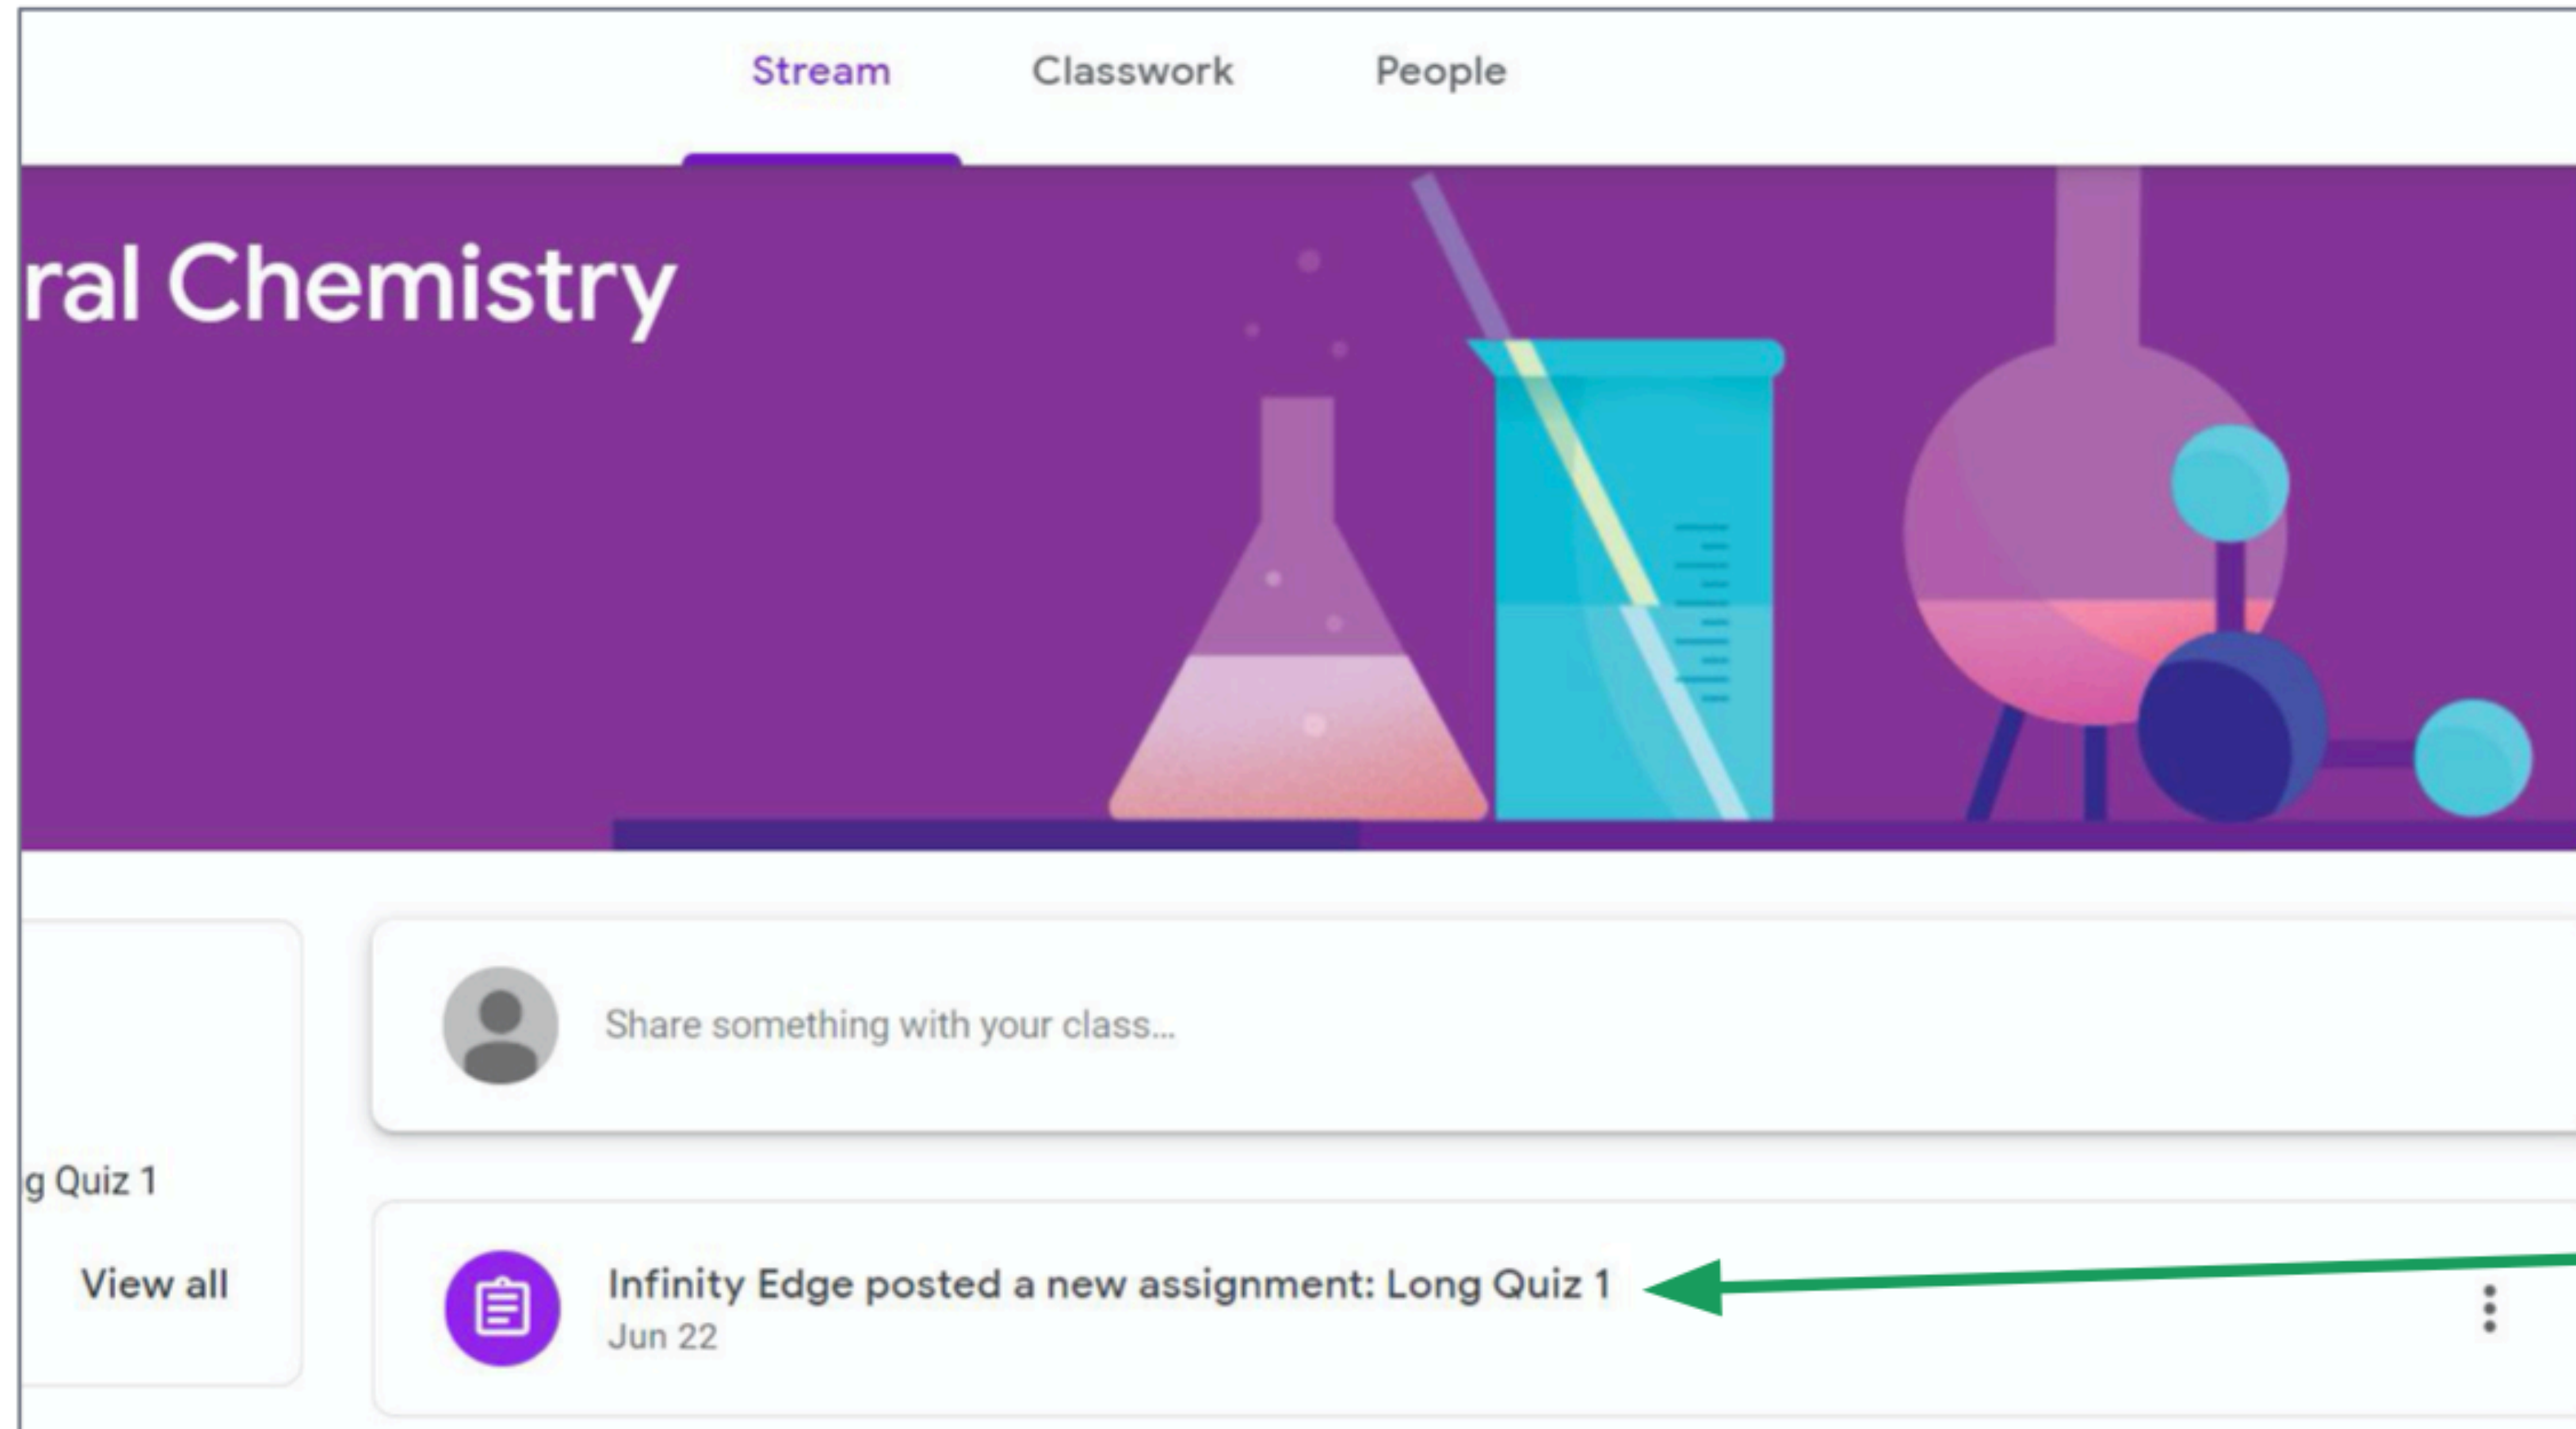 Stream Classwork People
ral Chemistry
Share something with your class...
g Quiz 1
View all
Infinity Edge posted a new assignment: Long Quiz 1
Jun 22